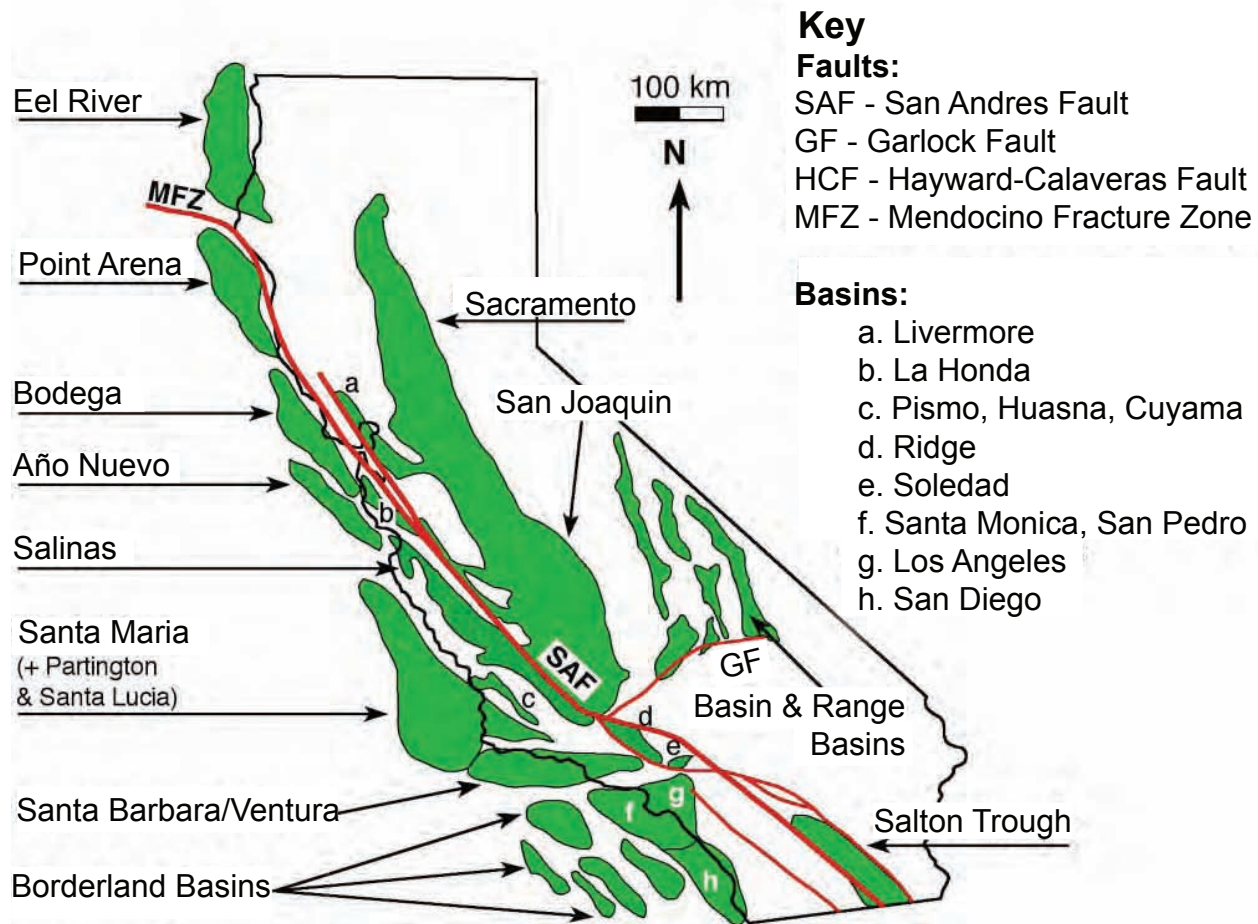 Eel River
MFZ
Point Arena
Bodega
Año Nuevo
Salinas
Santa Maria
(+ Partington
& Santa Lucia)
Santa Barbara/Ventura
Borderland Basins
100 km
N
Sacramento
San Joaquin
a
b
c
SAF
GF
Basin & Range
Basins
d
e
f
g
h
Salton Trough
Key
Faults:
SAF - San Andres Fault
GF - Garlock Fault
HCF - Hayward-Calaveras Fault
MFZ - Mendocino Fracture Zone
Basins:
a. Livermore
b. La Honda
c. Pismo, Huasna, Cuyama
d. Ridge
e. Soledad
f. Santa Monica, San Pedro
g. Los Angeles
h. San Diego